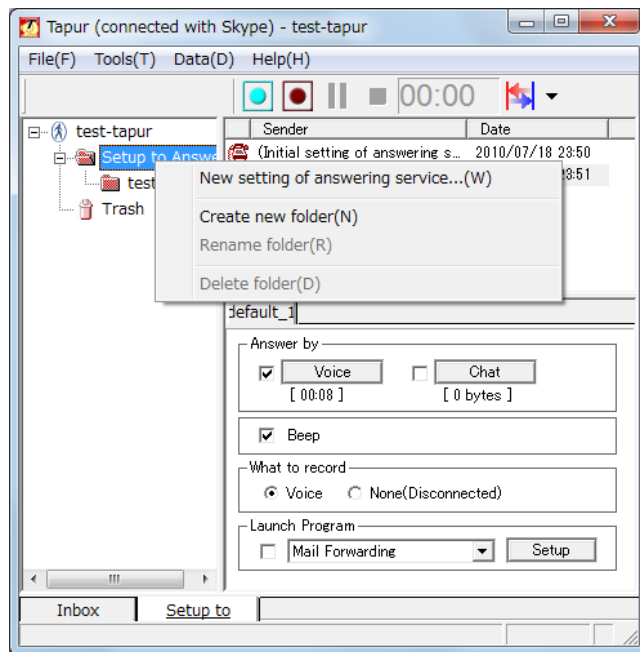 Tapur (connected with Skype) - test-tapur
File(F) Tools(T) Data(D) Help(H)
00:00
test-tapur
Sender Date
Setup to Answe
(Initial setting of answering s... 2010/07/18 23:50
New setting of answering service...(W)
test
Trash
Create new folder(N)
Rename folder(R)
Delete folder(D)
default_1
Answer by
Voice Chat
[ 00:08 ] [ 0 bytes ]
Beep
What to record
Voice None(Disconnected)
Launch Program
Mail Forwarding Setup
Inbox Setup to